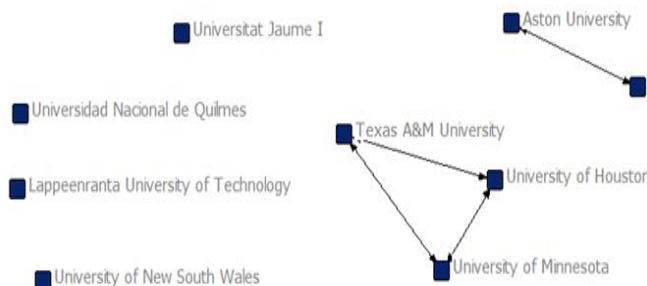 Universitat Jaume I
Aston University
Universidad Nacional de Quilmes
Texas A&M University
Lappeenranta University of Technology
University of Houston
University of New South Wales
University of Minnesota